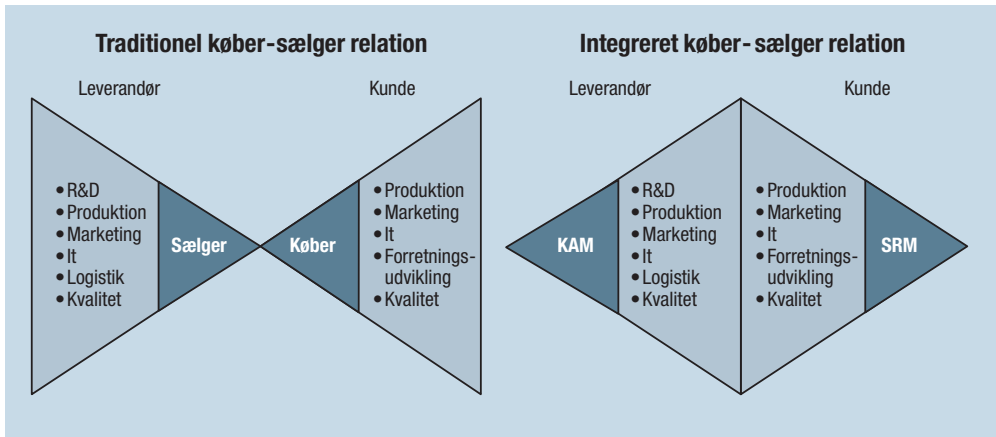 Traditionel køber-sælger relation
Leverandør
Kunde
• R&D
• Produktion
• Marketing
• It
• Logistik
• Kvalitet
Sælger
Køber
• Produktion
• Marketing
• It
• Forretnings-
udvikling
• Kvalitet
Integreret køber- sælger relation
Leverandør
Kunde
KAM
• R&D
• Produktion
• Marketing
• It
• Logistik
• Kvalitet
• Produktion
• Marketing
• It
• Forretnings-
udvikling
• Kvalitet
SRM